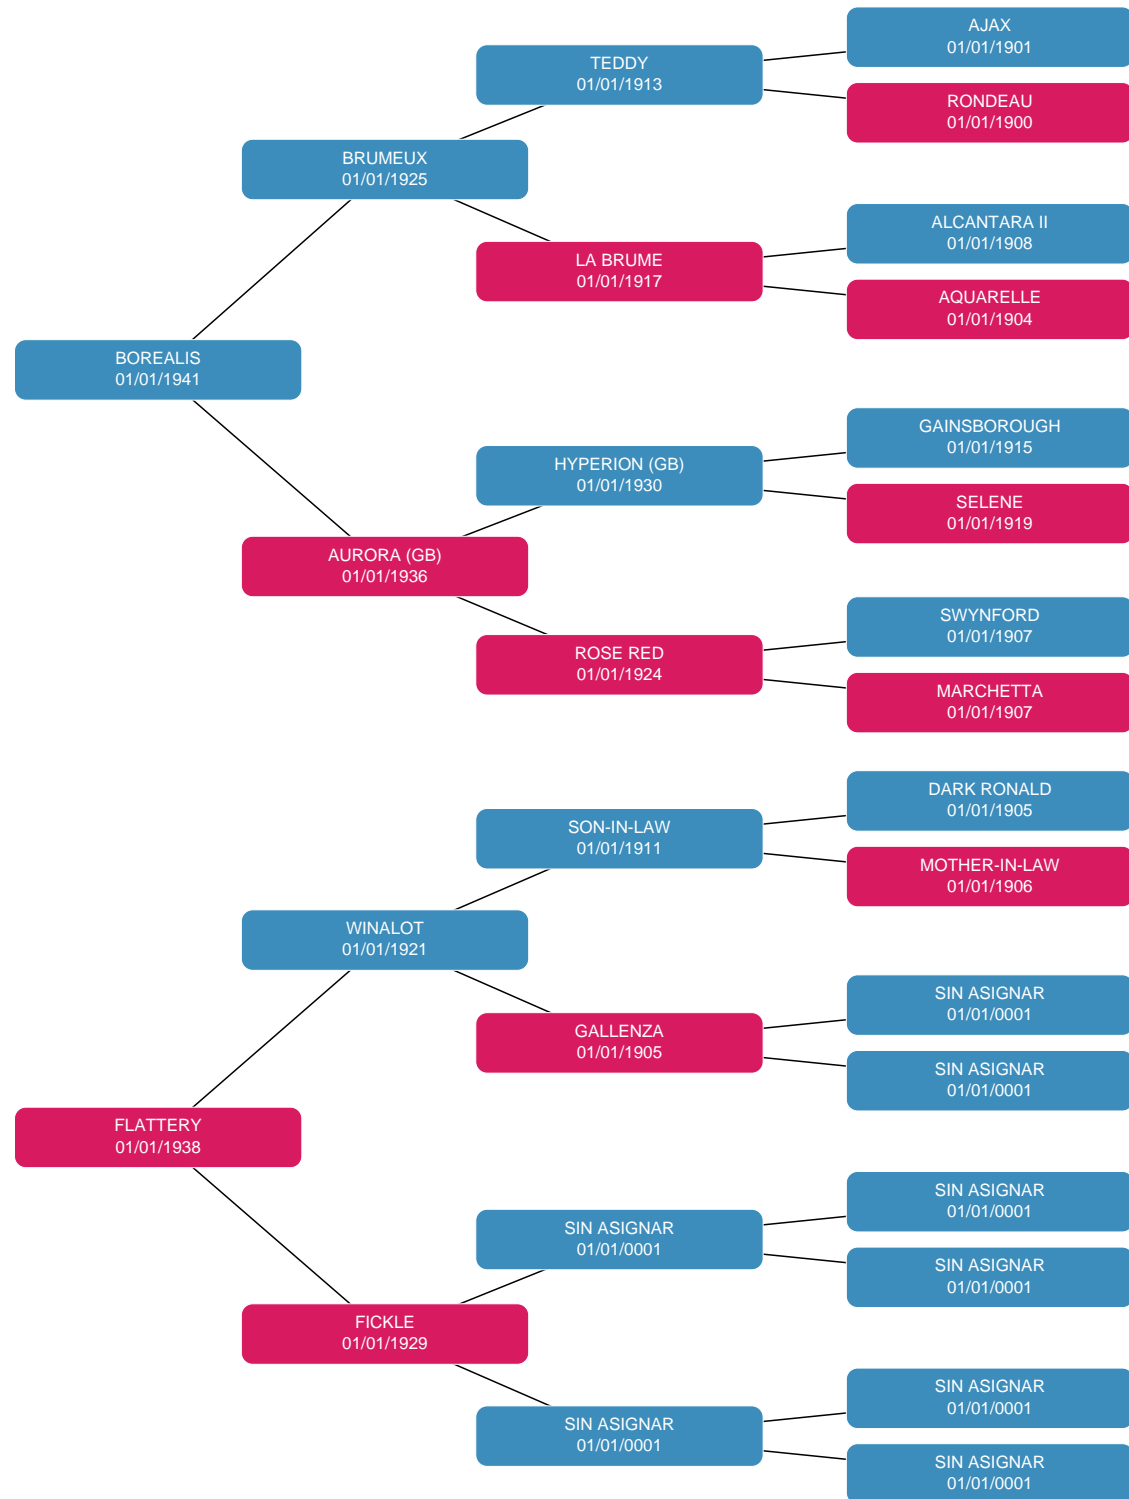 AJAX
01/01/1901
TEDDY
01/01/1913
RONDEAU
01/01/1900
BRUMEUX
01/01/1925
ALCANTARA II
01/01/1908
LA BRUME
01/01/1917
AQUARELLE
01/01/1904
BOREALIS
01/01/1941
GAINSBOROUGH
01/01/1915
HYPERION (GB)
01/01/1930
SELENE
01/01/1919
AURORA (GB)
01/01/1936
SWYNFORD
01/01/1907
ROSE RED
01/01/1924
MARCHETTA
01/01/1907
DARK RONALD
01/01/1905
SON-IN-LAW
01/01/1911
MOTHER-IN-LAW
01/01/1906
WINALOT
01/01/1921
SIN ASIGNAR
01/01/0001
GALLENZA
01/01/1905
SIN ASIGNAR
01/01/0001
FLATTERY
01/01/1938
SIN ASIGNAR
01/01/0001
SIN ASIGNAR
01/01/0001
SIN ASIGNAR
01/01/0001
FICKLE
01/01/1929
SIN ASIGNAR
01/01/0001
SIN ASIGNAR
01/01/0001
SIN ASIGNAR
01/01/0001